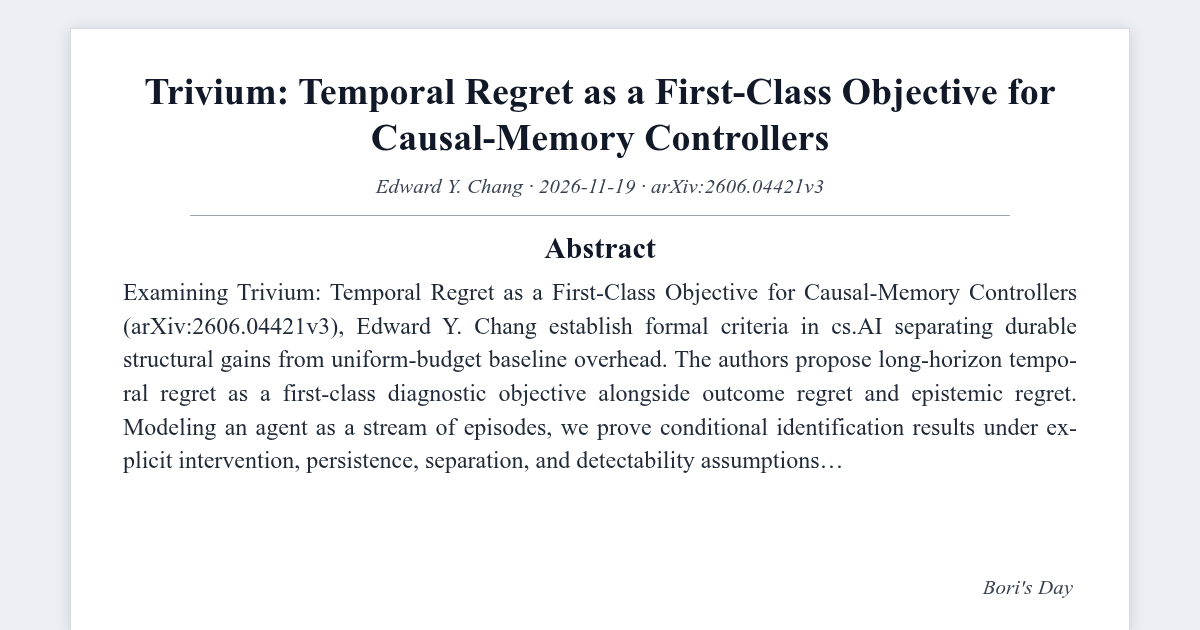 Trivium: Temporal Regret as a First-Class Objective for
Causal-Memory Controllers
Edward Y. Chang · 2026-11-19 · arXiv:2606.04421v3
Abstract
Examining Trivium: Temporal Regret as a First-Class Objective for Causal-Memory Controllers
(arXiv:2606.04421v3), Edward Y. Chang establish formal criteria in cs.AI separating durable
structural gains from uniform-budget baseline overhead. The authors propose long-horizon tempo-
ral regret as a first-class diagnostic objective alongside outcome regret and epistemic regret.
Modeling an agent as a stream of episodes, we prove conditional identification results under ex-
plicit intervention, persistence, separation, and detectability assumptions…
Bori's Day